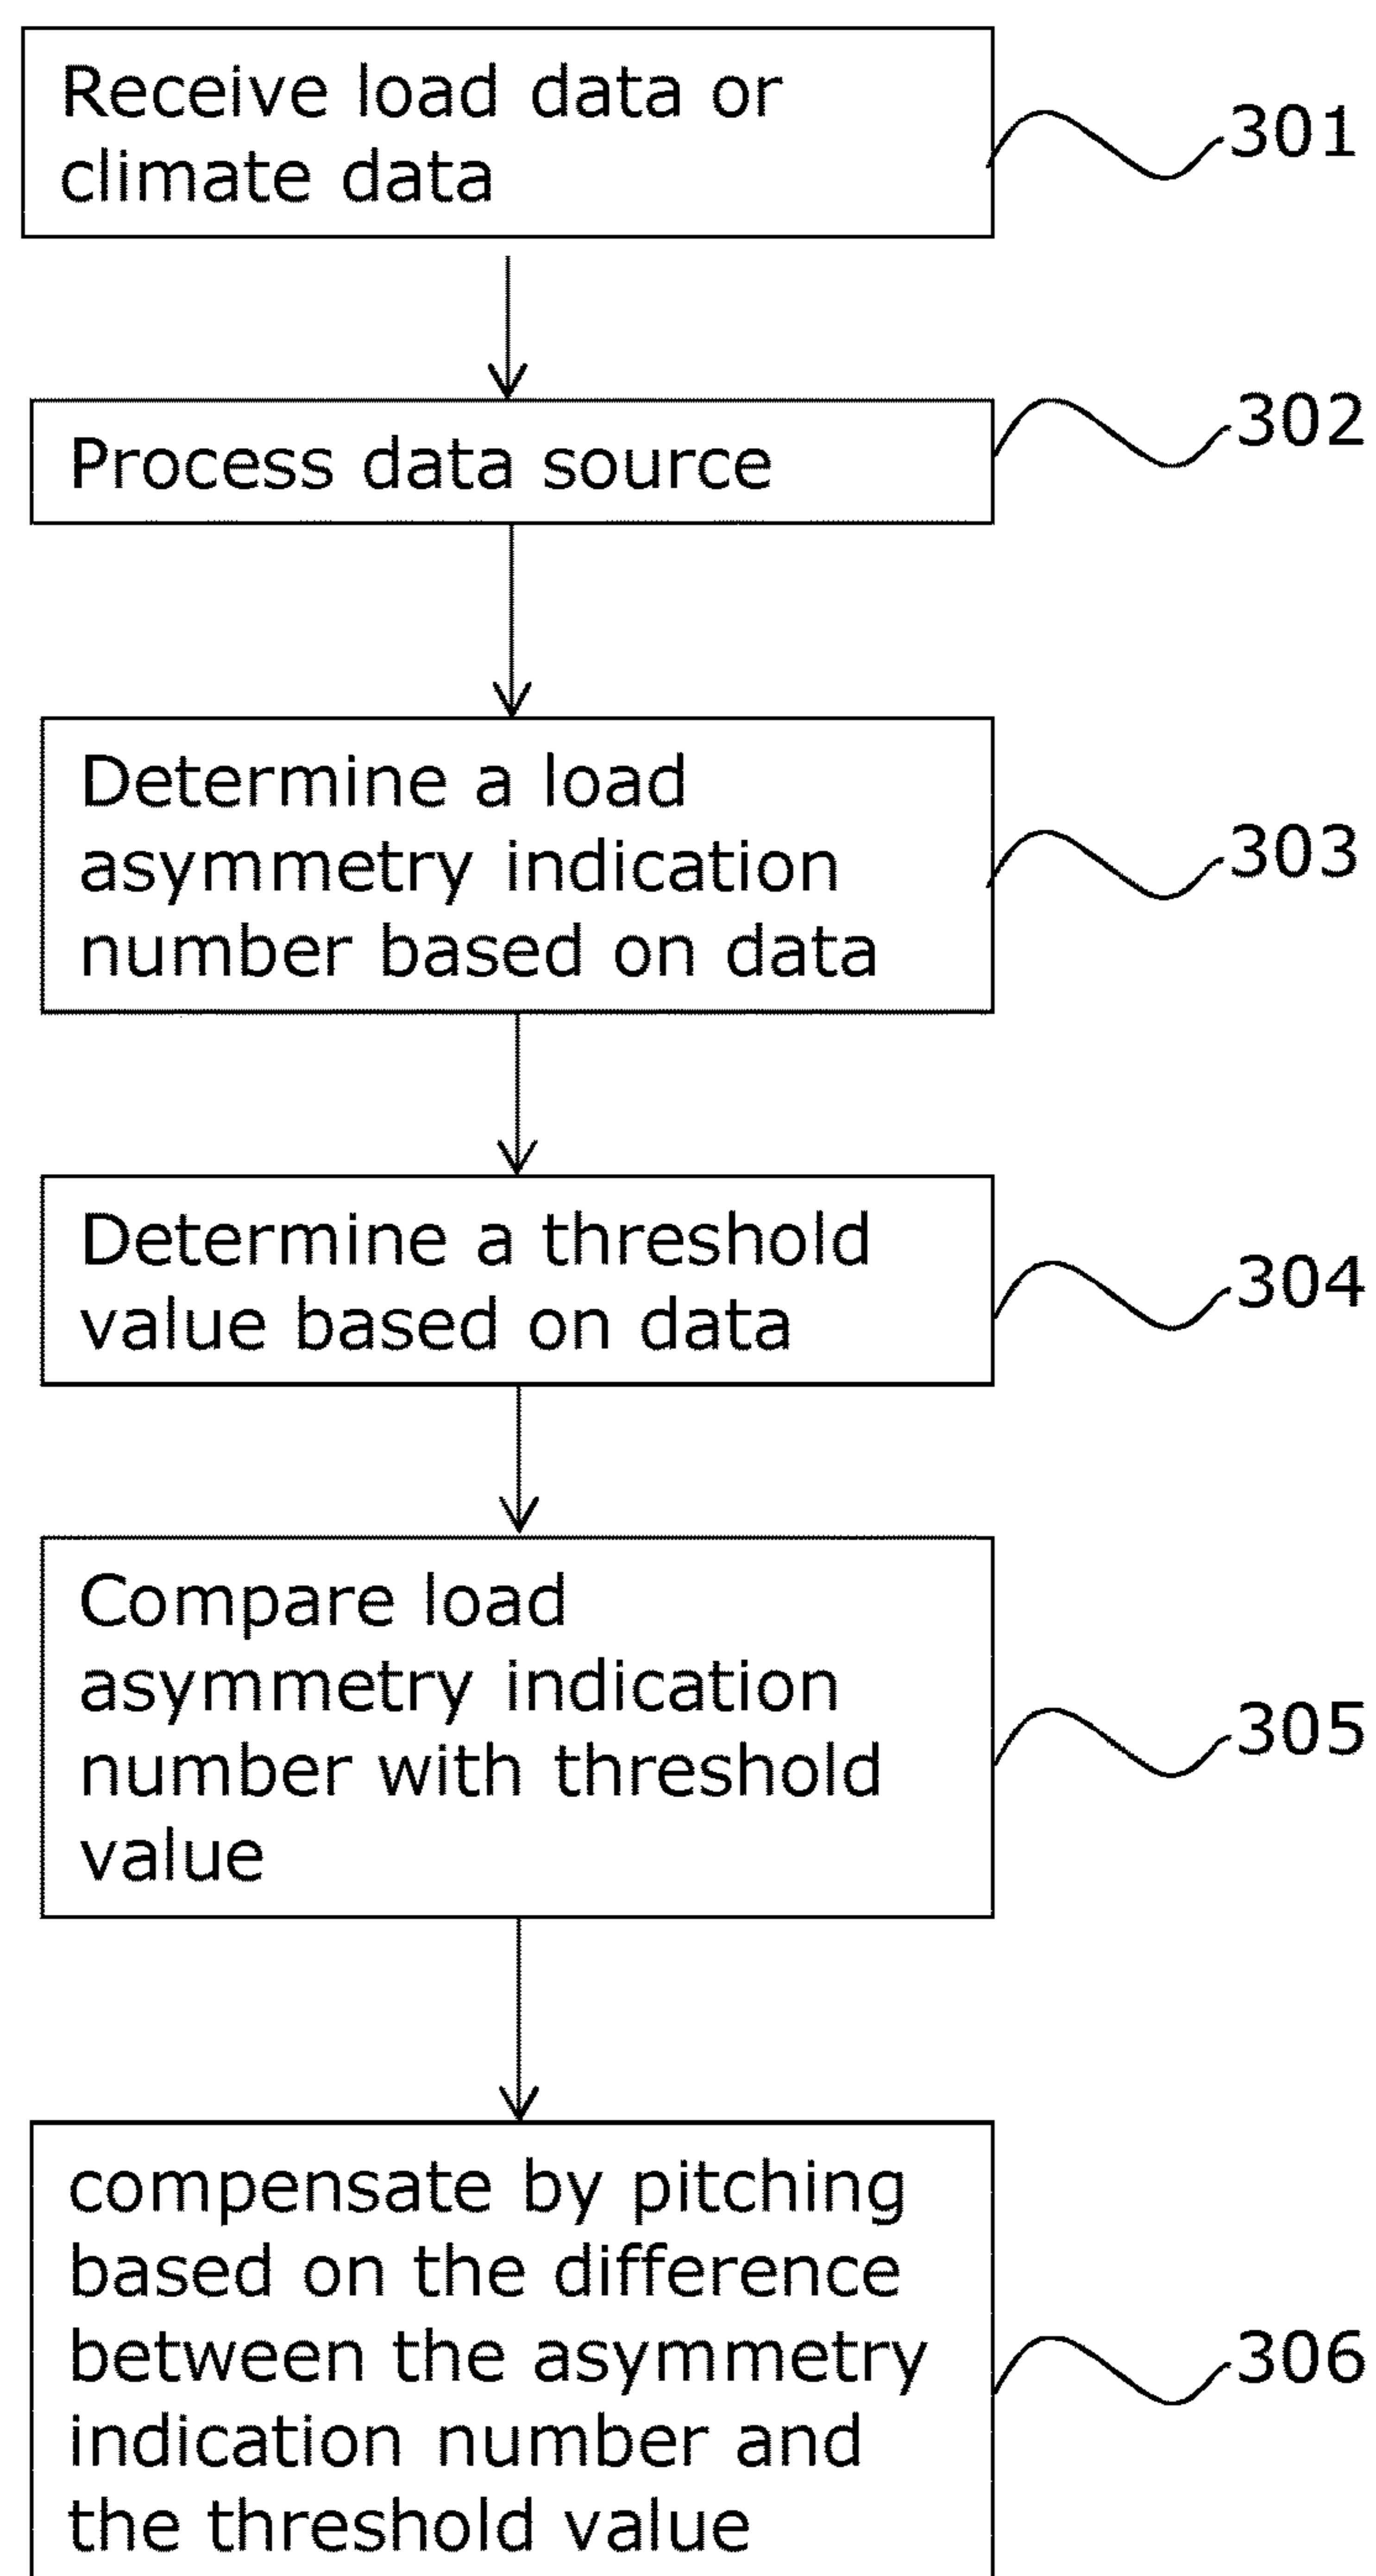 Receive load data or
climate data
301
Process data source
302
Determine a load
asymmetry indication
number based on data
303
Determine a threshold
value based on data
304
Compare load
asymmetry indication
number with threshold
value
305
compensate by pitching
based on the difference
between the asymmetry
indication number and
the threshold value
306